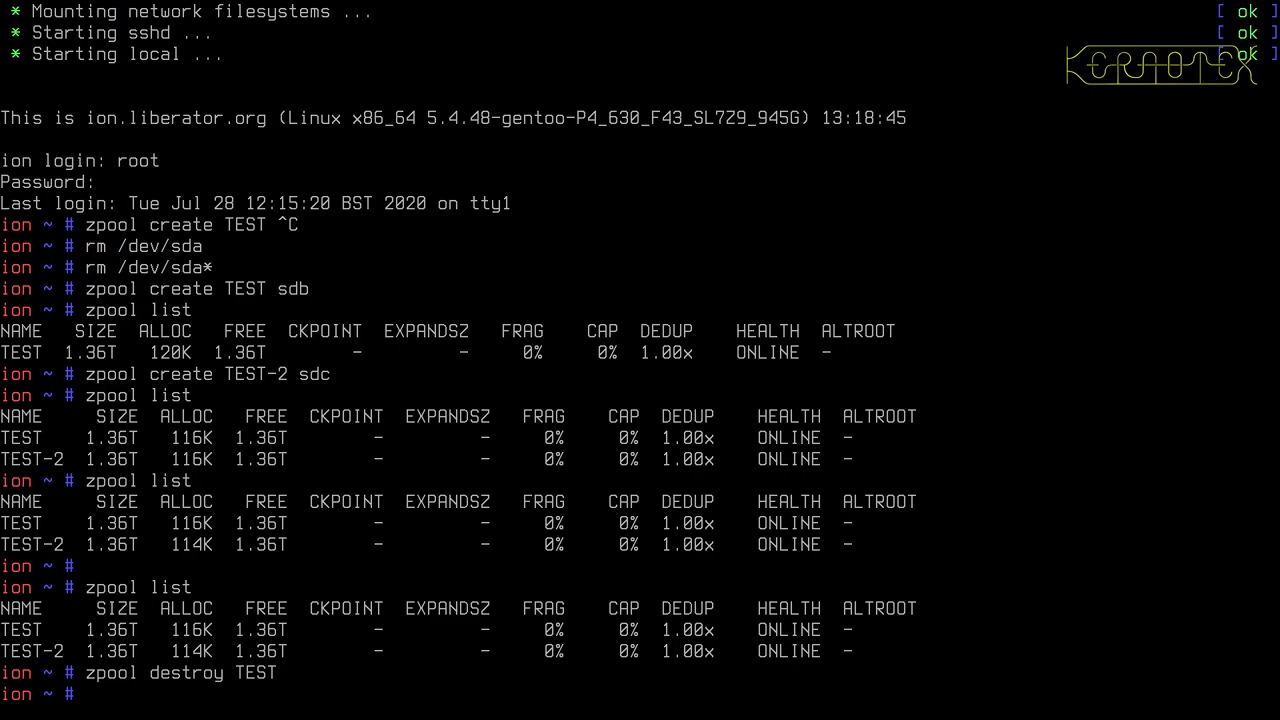 * Mounting network filesystems ... [ ok ]
* Starting sshd ... [ ok ]
* Starting local ... [ ok ]
KERAOTEX
This is ion.liberator.org (Linux x86_64 5.4.48-gentoo-P4_630_F43_SL7Z9_945G) 13:18:45
ion login: root
Password:
Last login: Tue Jul 28 12:15:20 BST 2020 on tty1
ion ~ # zpool create TEST ^C
ion ~ # rm /dev/sda
ion ~ # rm /dev/sda*
ion ~ # zpool create TEST sdb
ion ~ # zpool list
NAME SIZE ALLOC FREE CKPOINT EXPANDSZ FRAG CAP DEDUP HEALTH ALTROOT
TEST 1.36T 120K 1.36T - - 0% 0% 1.00x ONLINE -
ion ~ # zpool create TEST-2 sdc
ion ~ # zpool list
NAME SIZE ALLOC FREE CKPOINT EXPANDSZ FRAG CAP DEDUP HEALTH ALTROOT
TEST 1.36T 116K 1.36T - - 0% 0% 1.00x ONLINE -
TEST-2 1.36T 116K 1.36T - - 0% 0% 1.00x ONLINE -
ion ~ # zpool list
NAME SIZE ALLOC FREE CKPOINT EXPANDSZ FRAG CAP DEDUP HEALTH ALTROOT
TEST 1.36T 116K 1.36T - - 0% 0% 1.00x ONLINE -
TEST-2 1.36T 114K 1.36T - - 0% 0% 1.00x ONLINE -
ion ~ #
ion ~ # zpool list
NAME SIZE ALLOC FREE CKPOINT EXPANDSZ FRAG CAP DEDUP HEALTH ALTROOT
TEST 1.36T 116K 1.36T - - 0% 0% 1.00x ONLINE -
TEST-2 1.36T 114K 1.36T - - 0% 0% 1.00x ONLINE -
ion ~ # zpool destroy TEST
ion ~ #